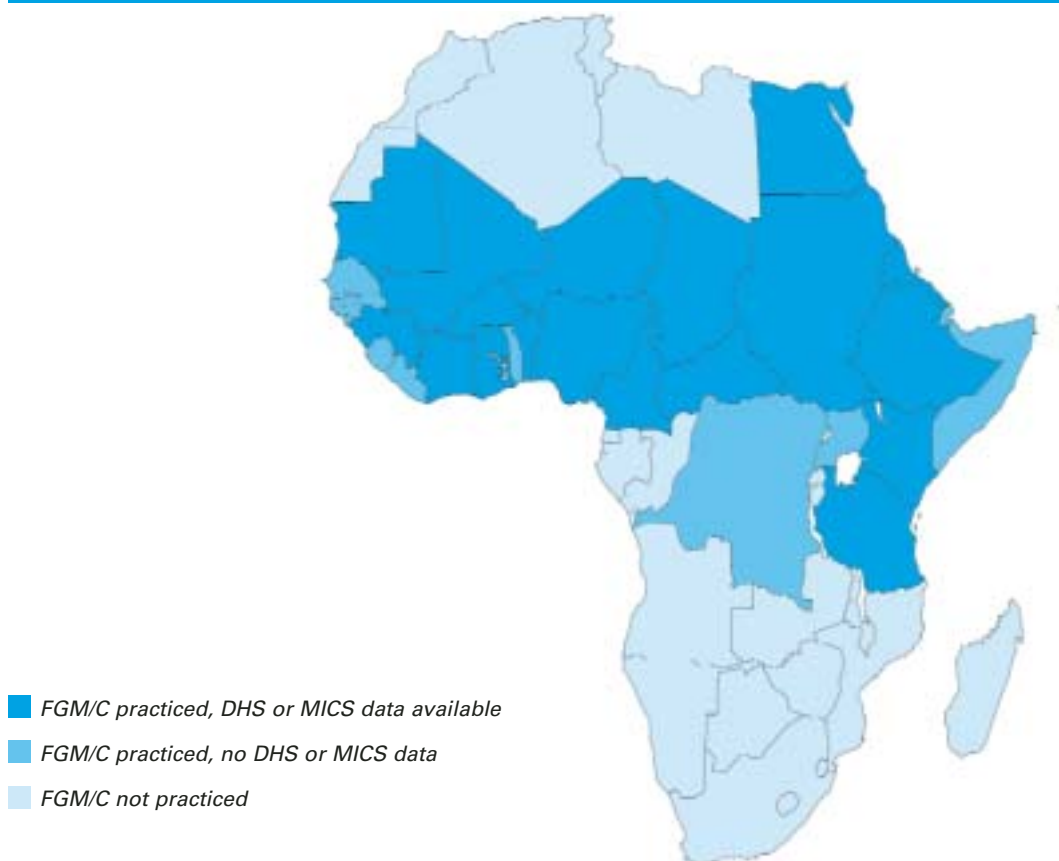 FGM/C practiced, DHS or MICS data available
FGM/C practiced, no DHS or MICS data
FGM/C not practiced